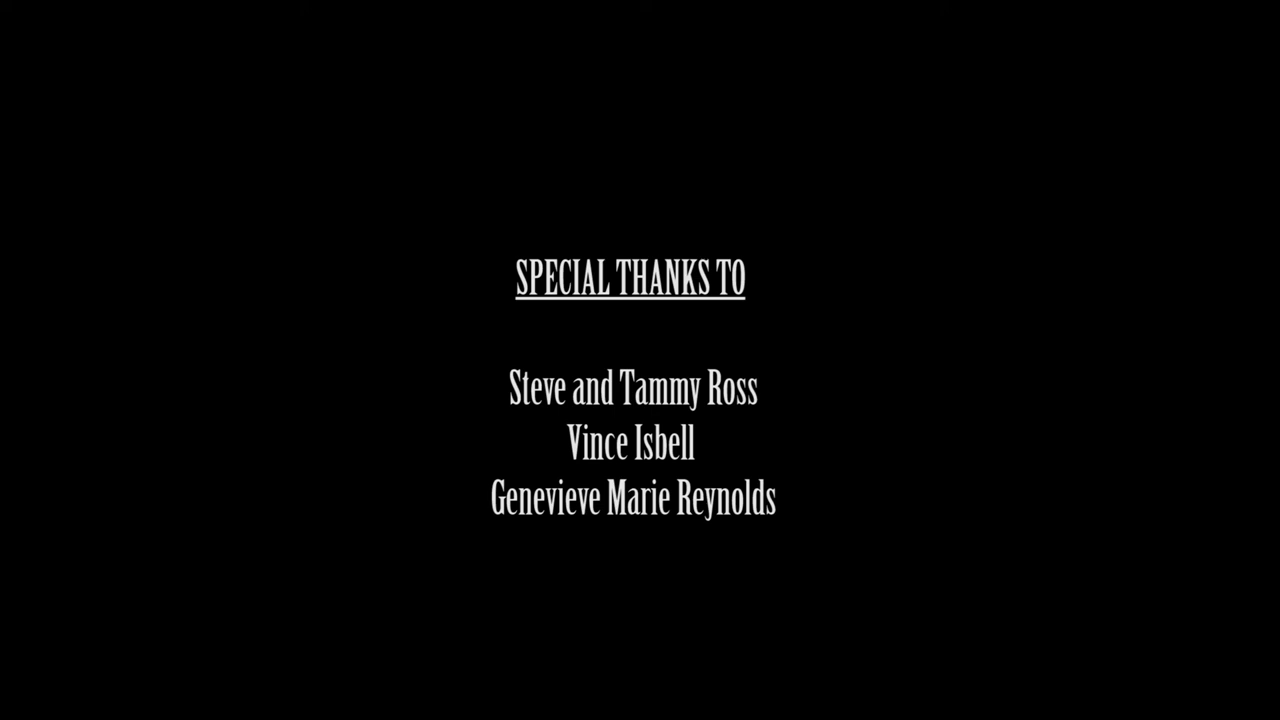 SPECIAL THANKS TO
Steve and Tammy Ross
Vince Isbell
Genevieve Marie Reynolds